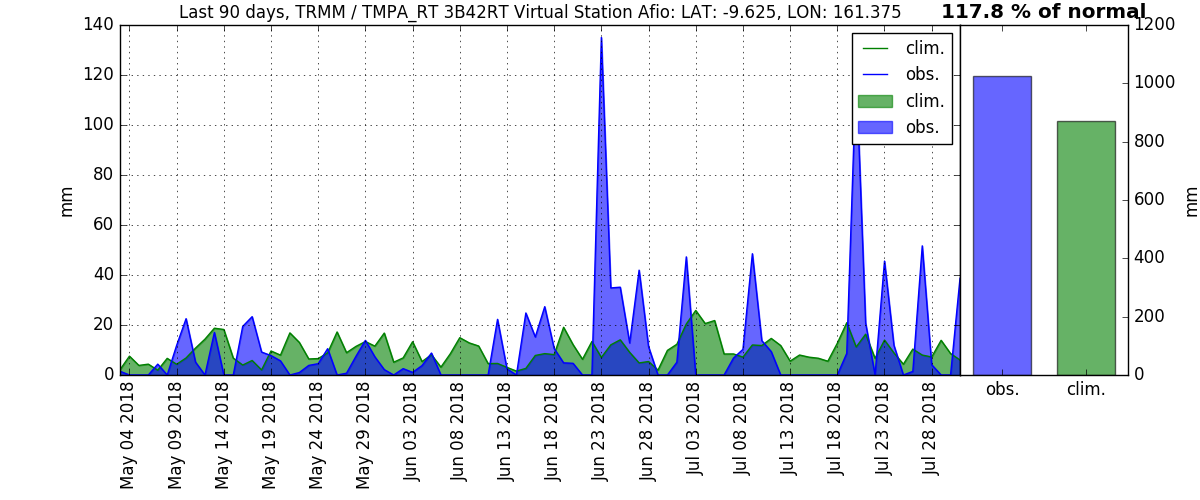 Last 90 days, TRMM / TMPA_RT 3B42RT Virtual Station Afio: LAT: -9.625, LON: 161.375
117.8 % of normal
140
120
100
80
60
40
20
0
mm
clim.
obs.
clim.
obs.
May 04 2018
May 09 2018
May 14 2018
May 19 2018
May 24 2018
May 29 2018
Jun 03 2018
Jun 08 2018
Jun 13 2018
Jun 18 2018
Jun 23 2018
Jun 28 2018
Jul 03 2018
Jul 08 2018
Jul 13 2018
Jul 18 2018
Jul 23 2018
Jul 28 2018
1200
1000
800
600
400
200
0
mm
obs.
clim.